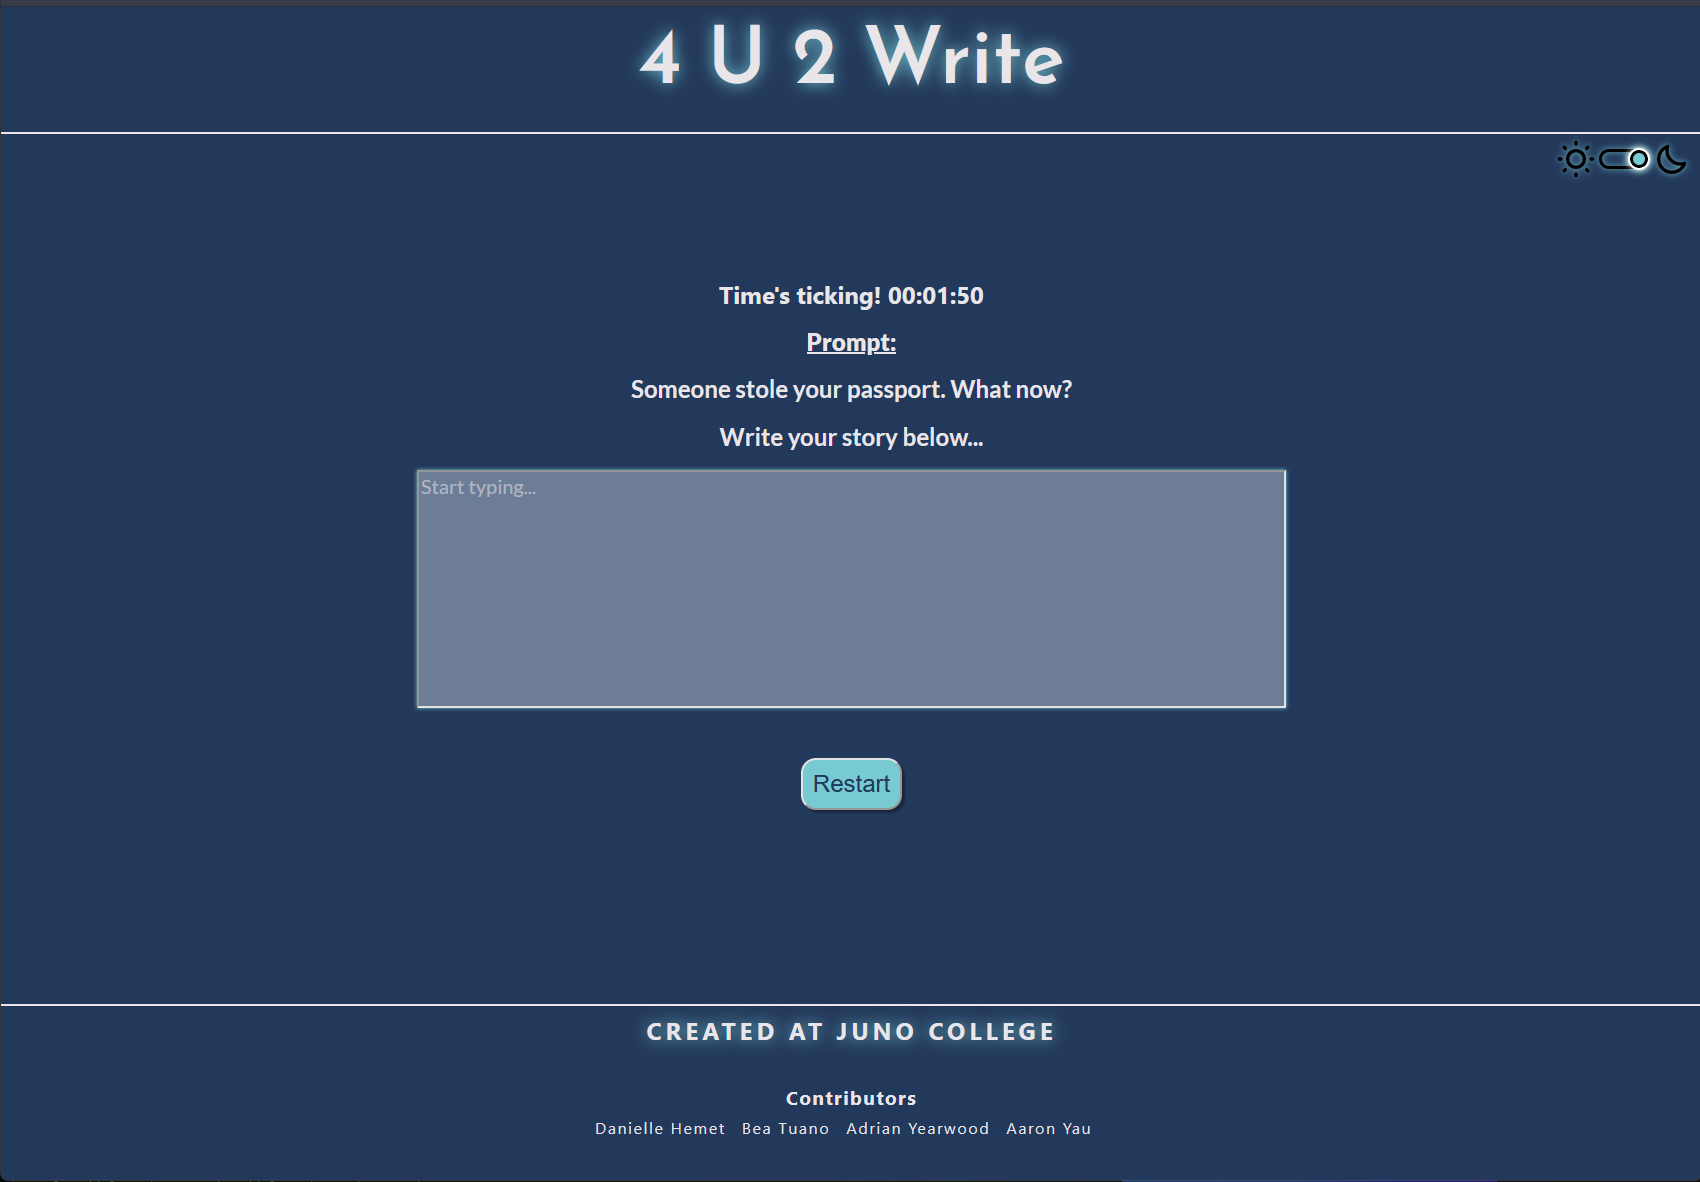 4 U 2 Write
Time's ticking! 00:01:50
Prompt:
Someone stole your passport. What now?
Write your story below...
Start typing...
Restart
CREATED AT JUNO COLLEGE
Contributors
Danielle Hemet Bea Tuano Adrian Yearwood Aaron Yau